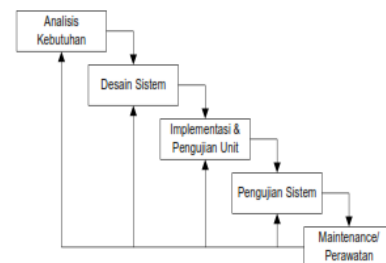 Analisis
Kebutuhan
Desain Sistem
Implementasi &
Pengujian Unit
Pengujian Sistem
Maintenance/
Perawatan